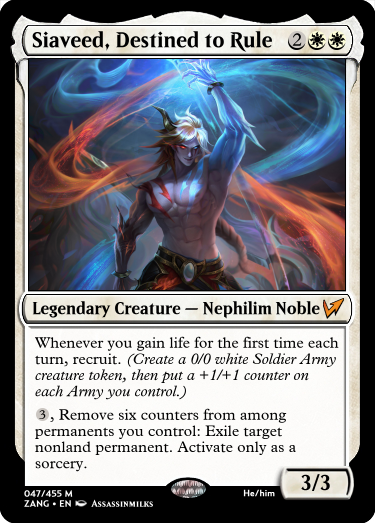 Siaveed, Destined to Rule 2
Legendary Creature — Nephilim Noble
Whenever you gain life for the first time each
turn, recruit. (Create a 0/0 white Soldier Army
creature token, then put a +1/+1 counter on
each Army you control.)
3, Remove six counters from among
permanents you control: Exile target
nonland permanent. Activate only as a
sorcery.
3/3
047/455 M
ZANG • EN ASSASSINMILKS
He/him